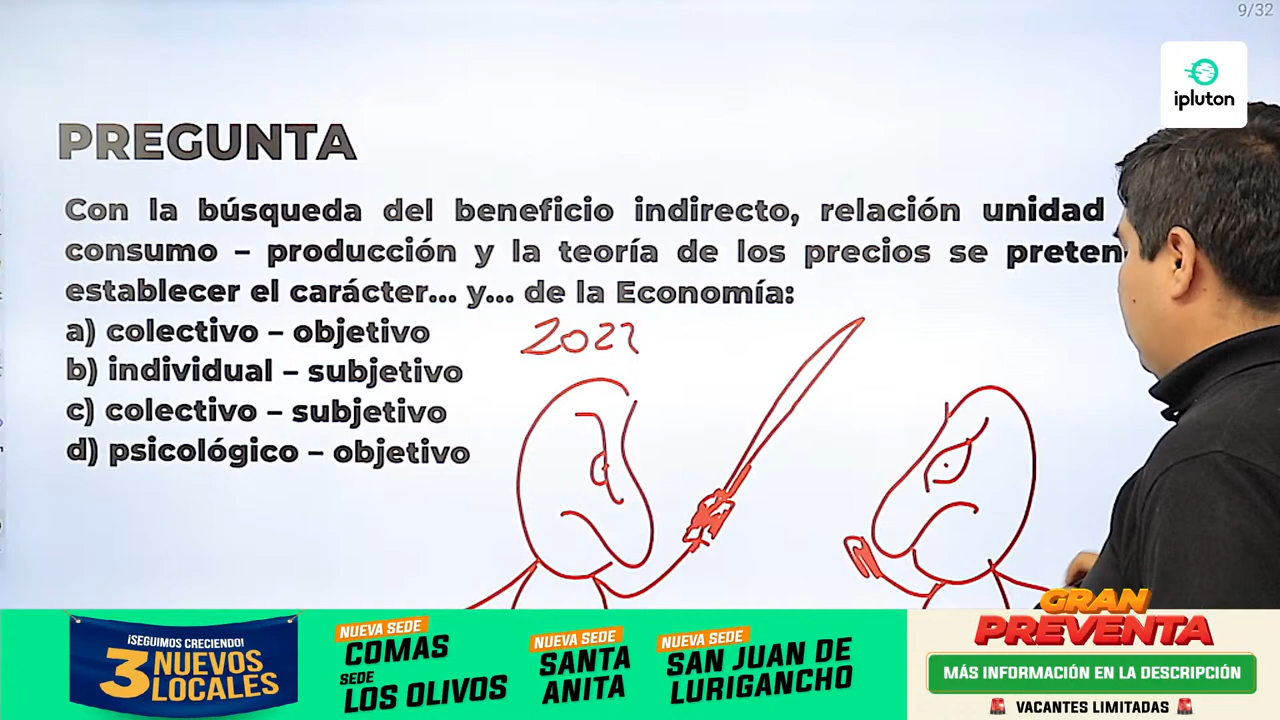 9/32
ipluton
PREGUNTA
Con la búsqueda del beneficio indirecto, relación unidad
consumo – producción y la teoría de los precios se preten
establecer el carácter... y... de la Economía:
a) colectivo – objetivo
2022
b) individual – subjetivo
c) colectivo – subjetivo
d) psicológico – objetivo
¡SEGUIMOS CRECIENDO!
3 NUEVOS
LOCALES
NUEVA SEDE
COMAS
SEDE
LOS OLIVOS
NUEVA SEDE
SANTA
ANITA
NUEVA SEDE
SAN JUAN DE
LURIGANCHO
GRAN
PREVENTA
MÁS INFORMACIÓN EN LA DESCRIPCIÓN
VACANTES LIMITADAS